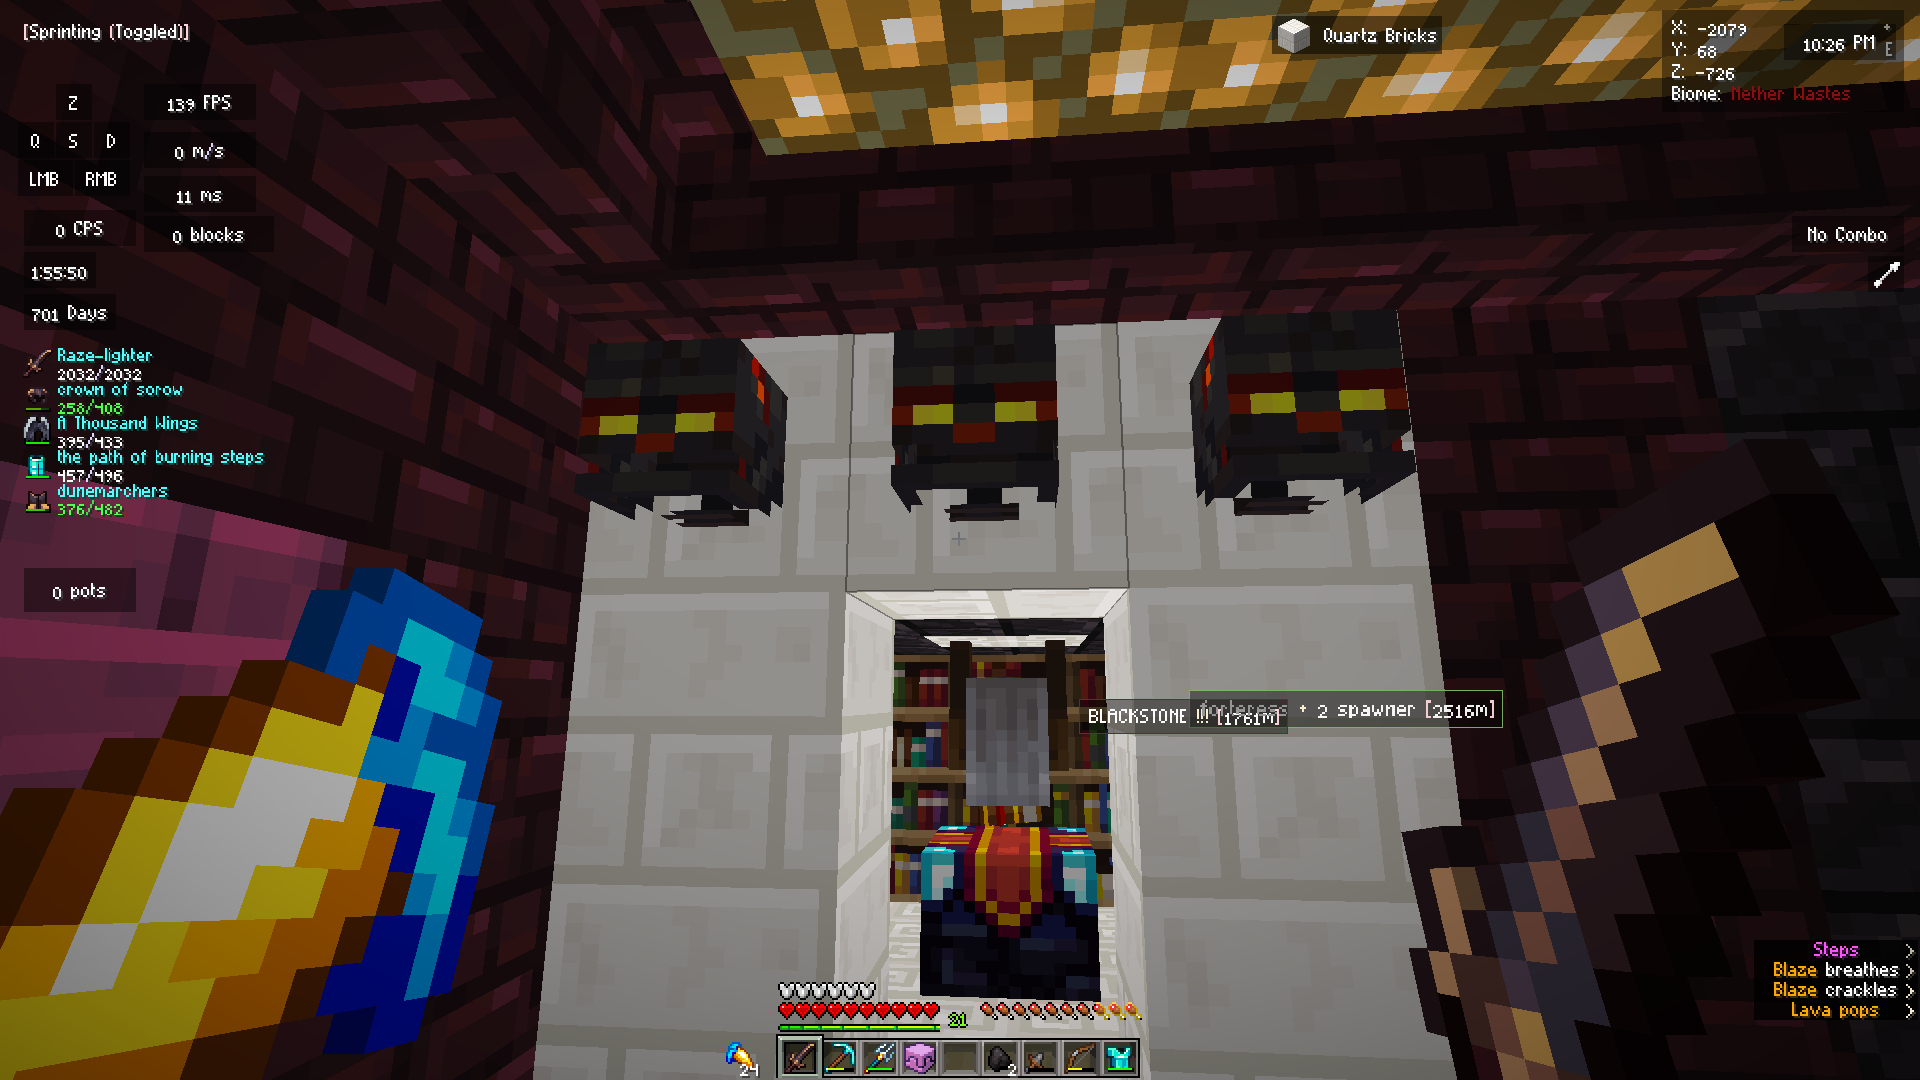 [Sprinting (Toggled)]
Quartz Bricks
X: -2079
Y: 68
Z: -726
Biome: Nether Wastes
10:26 PM
+
E
Z
139 FPS
Q S D
0 m/s
LMB RMB
11 ms
0 CPS
0 blocks
No Combo
1:55:50
701 Days
Raze-lighter
2032/2032
crown of sorow
258/408
A Thousand Wings
395/433
the path of burning steps
457/496
dunemarchers
376/482
0 pots
BLACKSTONE !!! [1761m]
forteress + 2 spawner [2516m]
Steps >
Blaze breathes >
Blaze crackles >
Lava pops >
21
24
2